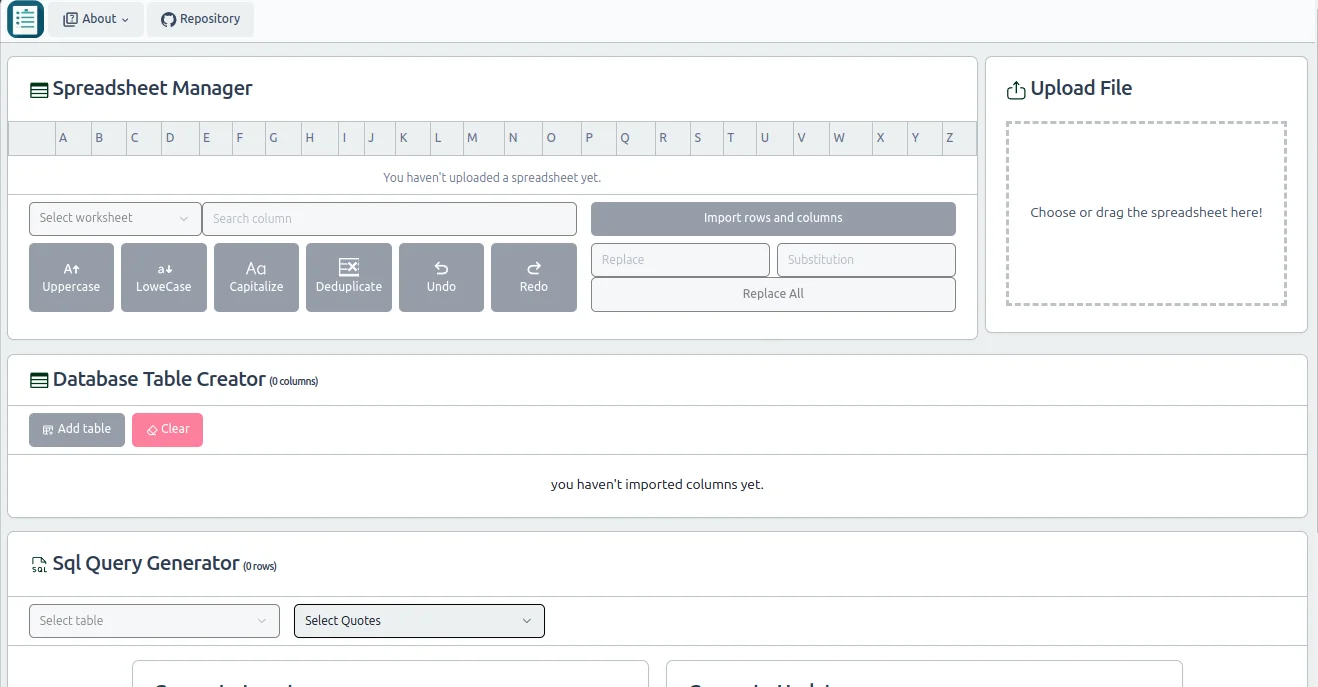 About
Repository
Spreadsheet Manager
A B C D E F G H I J K L M N O P Q R S T U V W X Y Z
You haven't uploaded a spreadsheet yet.
Select worksheet
Search column
Import rows and columns
A Uppercase
a LoweCase
Aa Capitalize
Deduplicate
Undo
Redo
Replace
Substitution
Replace All
Upload File
Choose or drag the spreadsheet here!
Database Table Creator (0 columns)
Add table
Clear
you haven't imported columns yet.
SQL Sql Query Generator (0 rows)
Select table
Select Quotes